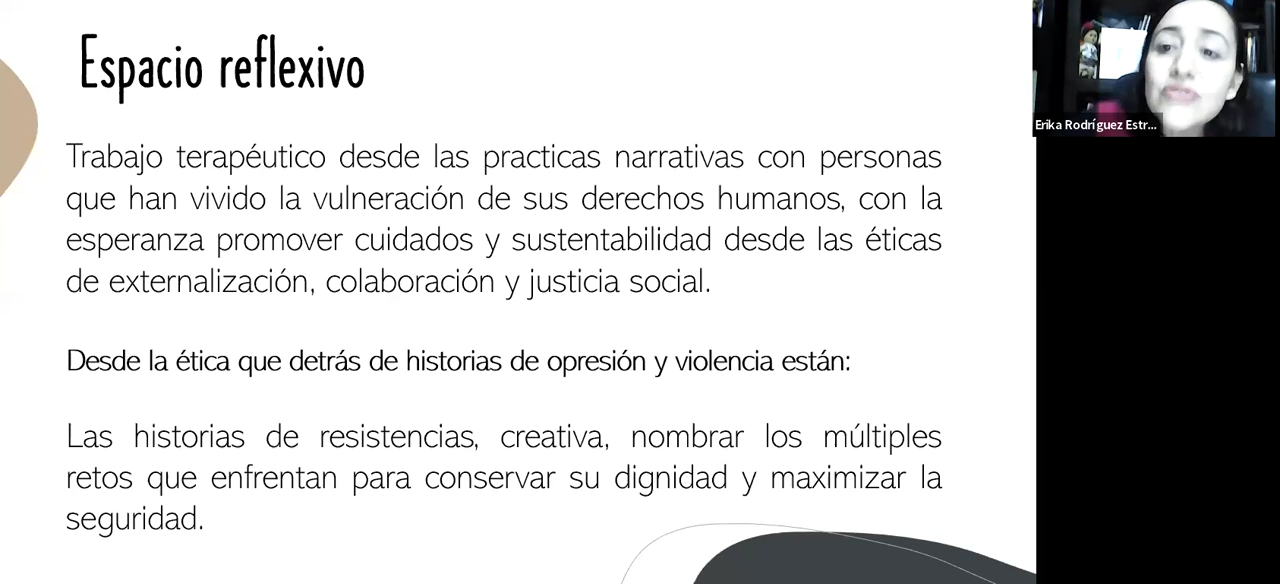 Espacio reflexivo
Trabajo terapéutico desde las practicas narrativas con personas
que han vivido la vulneración de sus derechos humanos, con la
esperanza promover cuidados y sustentabilidad desde las éticas
de externalización, colaboración y justicia social.
Desde la ética que detrás de historias de opresión y violencia están:
Las historias de resistencias, creativa, nombrar los múltiples
retos que enfrentan para conservar su dignidad y maximizar la
seguridad.
Erika Rodríguez Estr...